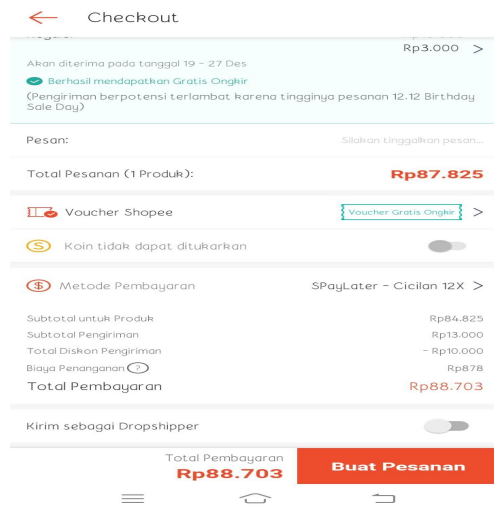 Checkout
Rp3.000 >
Akan diterima pada tanggal 19 - 27 Des
Berhasil mendapatkan Gratis Ongkir
(Pengiriman berpotensi terlambat karena tingginya pesanan 12.12 Birthday
Sale Day)
Pesan: Silakan tinggalkan pesan...
Total Pesanan (1 Produk): Rp87.825
Voucher Shopee Voucher Gratis Ongkir >
Koin tidak dapat ditukarkan
Metode Pembayaran SPayLater - Cicilan 12X >
Subtotal untuk Produk Rp84.825
Subtotal Pengiriman Rp13.000
Total Diskon Pengiriman - Rp10.000
Biaya Penanganan ? Rp878
Total Pembayaran Rp88.703
Kirim sebagai Dropshipper
Total Pembayaran
Rp88.703
Buat Pesanan